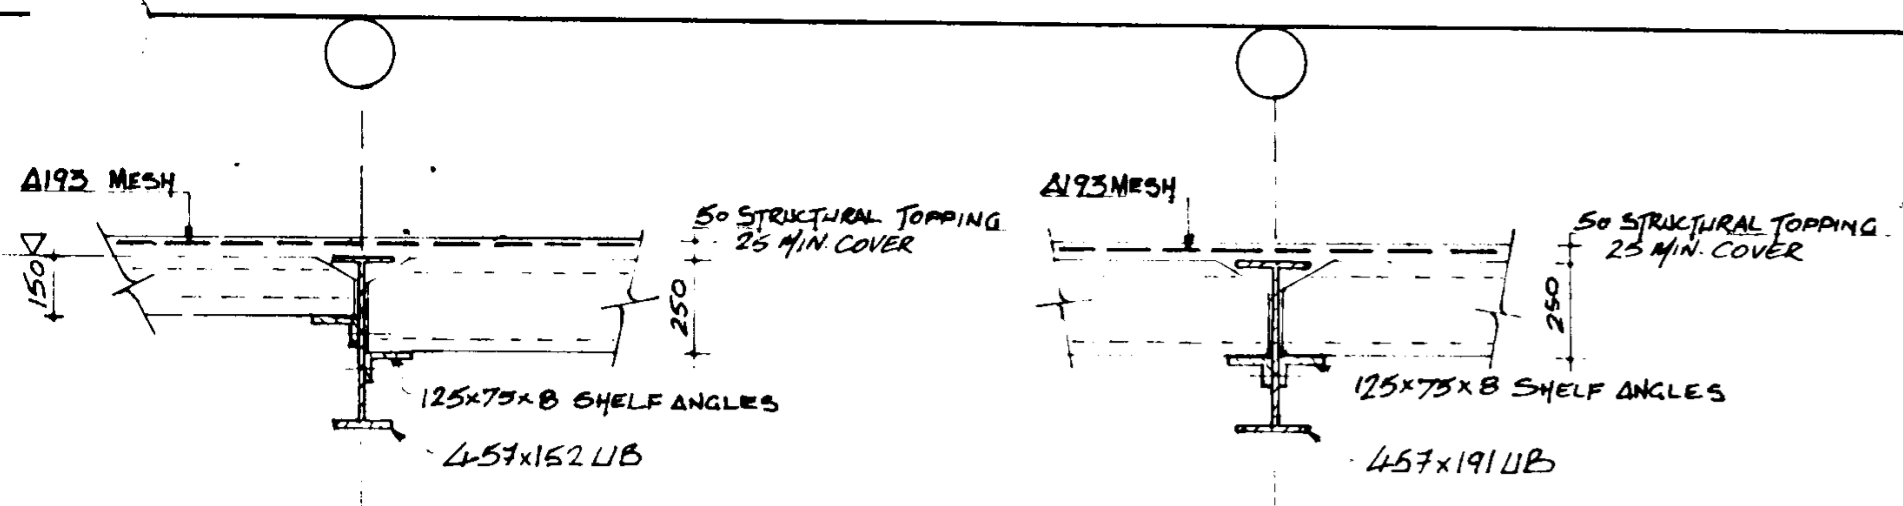 A193 MESH
50 STRUCTURAL TOPPING
25 MIN. COVER
150
250
125x75x8 SHELF ANGLES
457x152 UB
A193 MESH
50 STRUCTURAL TOPPING
25 MIN. COVER
250
125x75x8 SHELF ANGLES
457x191 UB